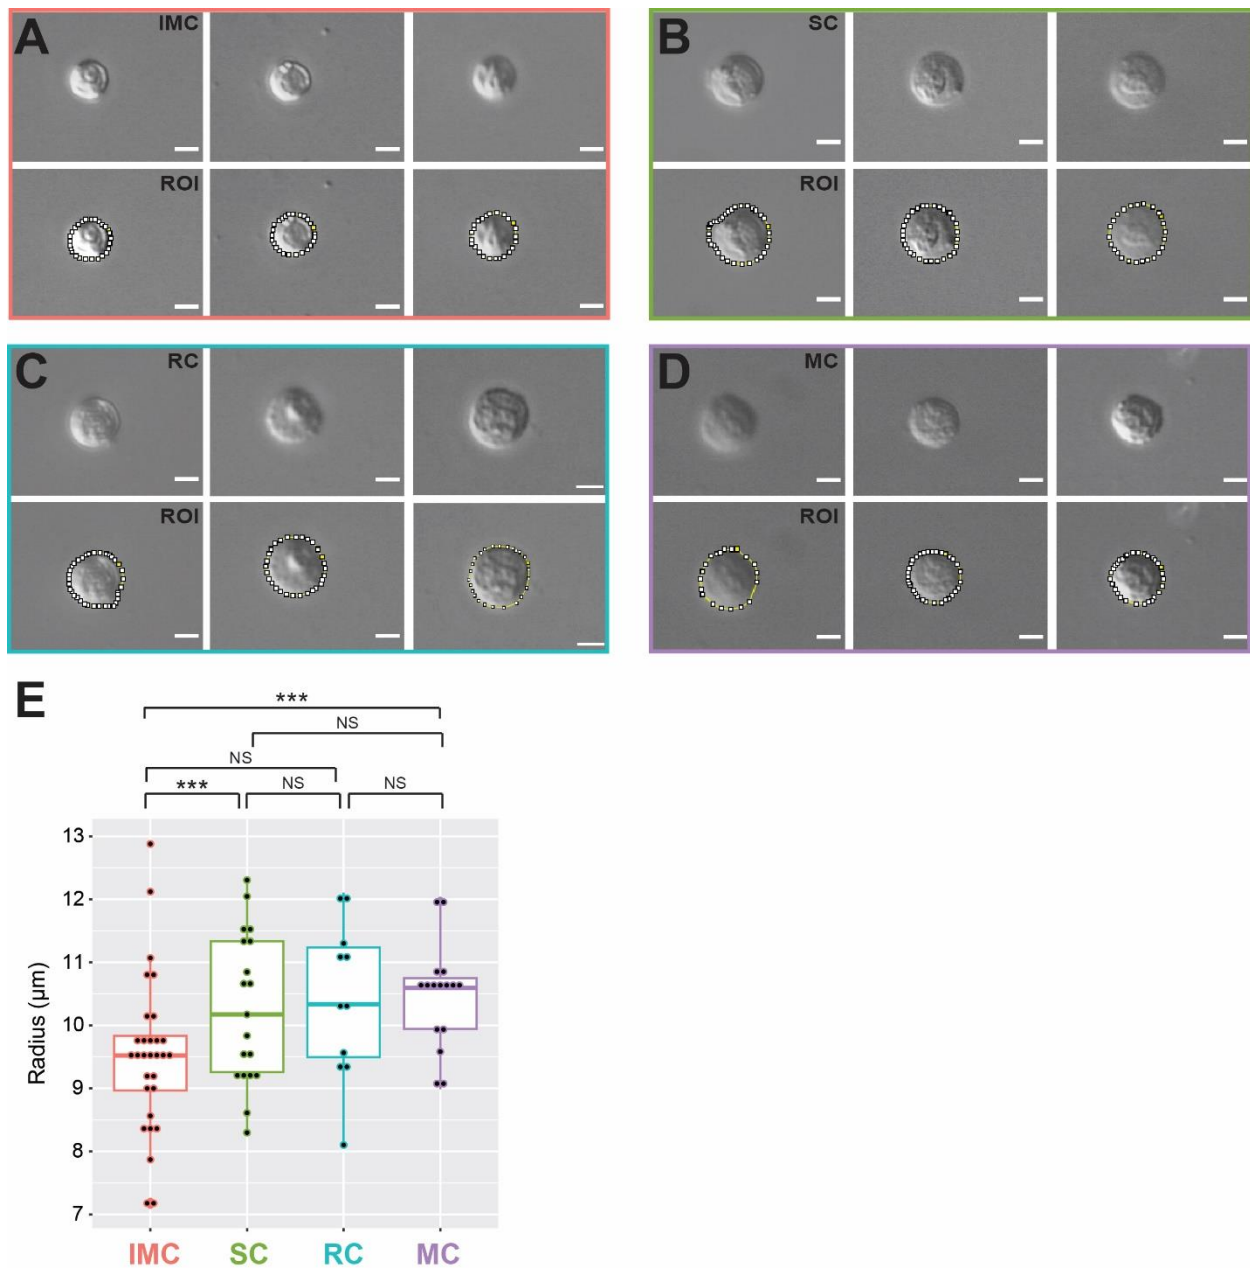 A IMC
ROI
B SC
ROI
C RC
ROI
D MC
ROI
E
***
NS
NS
*** NS NS
13
12
11
10
9
8
7
Radius (µm)
IMC SC RC MC